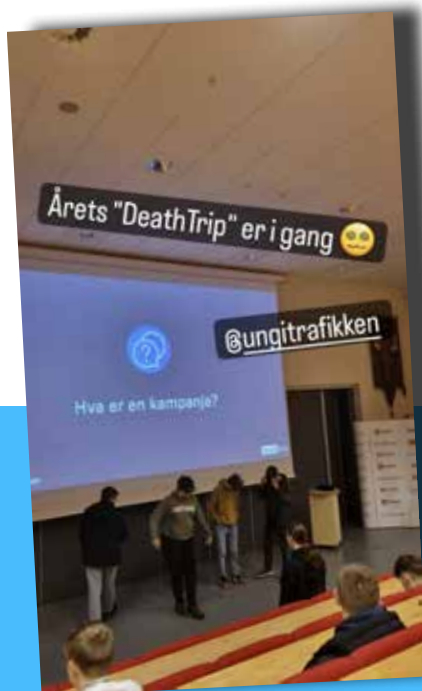 Årets "DeathTrip" er i gang 😵‍💫
@ungitrafikken
Hva er en kampanje?